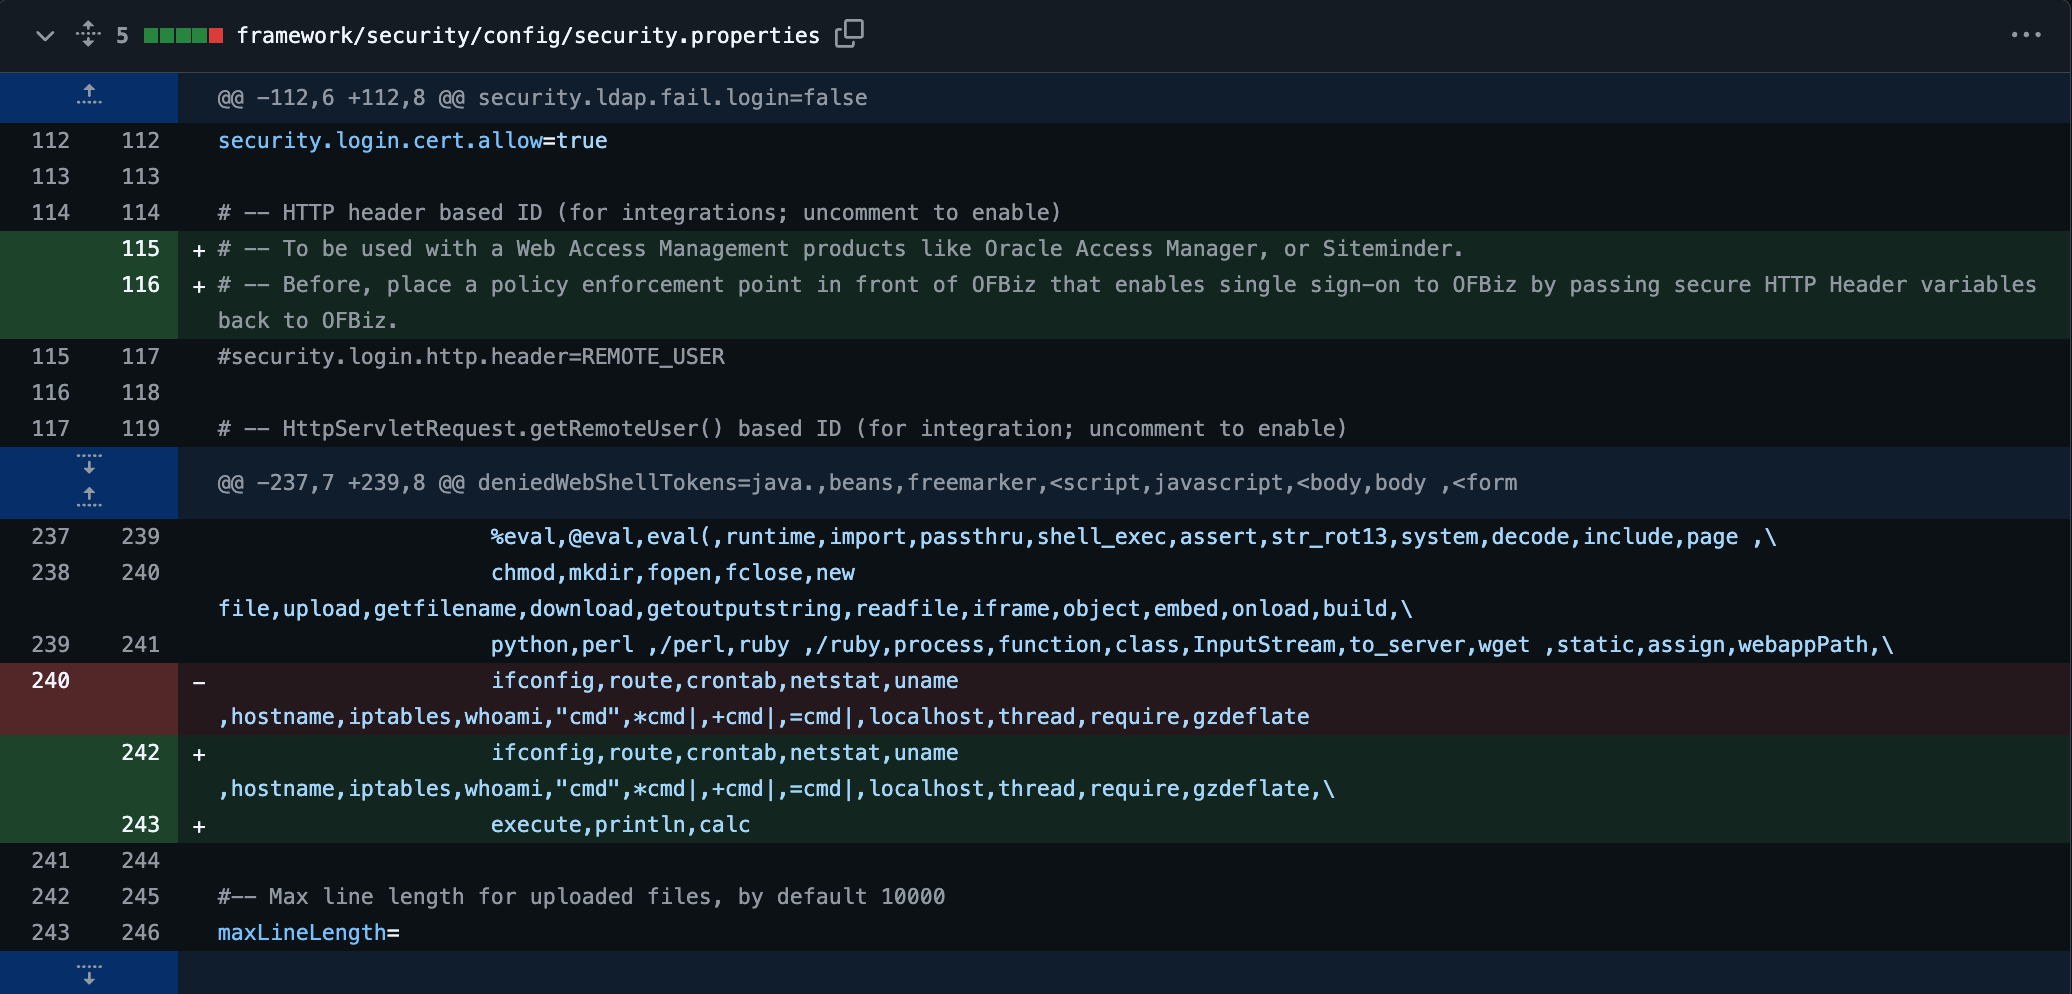 5 framework/security/config/security.properties
@@ -112,6 +112,8 @@ security.ldap.fail.login=false
112 112 security.login.cert.allow=true
113 113
114 114 # -- HTTP header based ID (for integrations; uncomment to enable)
115 + # -- To be used with a Web Access Management products like Oracle Access Manager, or Siteminder.
116 + # -- Before, place a policy enforcement point in front of OFBiz that enables single sign-on to OFBiz by passing secure HTTP Header variables
back to OFBiz.
115 117 #security.login.http.header=REMOTE_USER
116 118
117 119 # -- HttpServletRequest.getRemoteUser() based ID (for integration; uncomment to enable)
@@ -237,7 +239,8 @@ deniedWebShellTokens=java.,beans,freemarker,<script,javascript,<body,body ,<form
237 239 %eval,@eval,eval(,runtime,import,passthru,shell_exec,assert,str_rot13,system,decode,include,page ,\
238 240 chmod,mkdir,fopen,fclose,new
file,upload,getfilename,download,getoutputstring,readfile,iframe,object,embed,onload,build,\
239 241 python,perl ,/perl,ruby ,/ruby,process,function,class,InputStream,to_server,wget ,static,assign,webappPath,\
240 - ifconfig,route,crontab,netstat,uname
,hostname,iptables,whoami,"cmd",*cmd|,+cmd|,=cmd|,localhost,thread,require,gzdeflate
242 + ifconfig,route,crontab,netstat,uname
,hostname,iptables,whoami,"cmd",*cmd|,+cmd|,=cmd|,localhost,thread,require,gzdeflate,\
243 + execute,println,calc
241 244
242 245 #-- Max line length for uploaded files, by default 10000
243 246 maxLineLength=